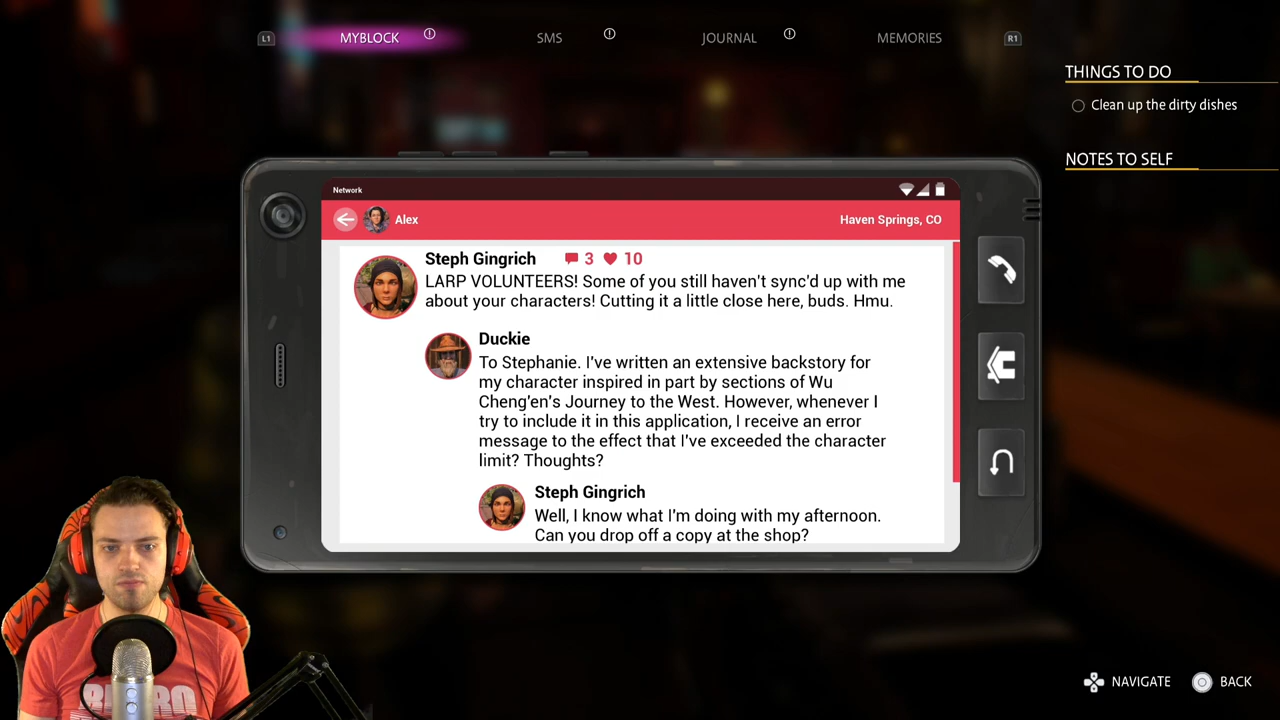 L1
MYBLOCK
SMS
JOURNAL
MEMORIES
R1
THINGS TO DO
Clean up the dirty dishes
NOTES TO SELF
Network
Alex
Haven Springs, CO
Steph Gingrich 3 10
LARP VOLUNTEERS! Some of you still haven't sync'd up with me
about your characters! Cutting it a little close here, buds. Hmu.
Duckie
To Stephanie. I've written an extensive backstory for
my character inspired in part by sections of Wu
Cheng'en's Journey to the West. However, whenever I
try to include it in this application, I receive an error
message to the effect that I've exceeded the character
limit? Thoughts?
Steph Gingrich
Well, I know what I'm doing with my afternoon.
Can you drop off a copy at the shop?
NAVIGATE
BACK